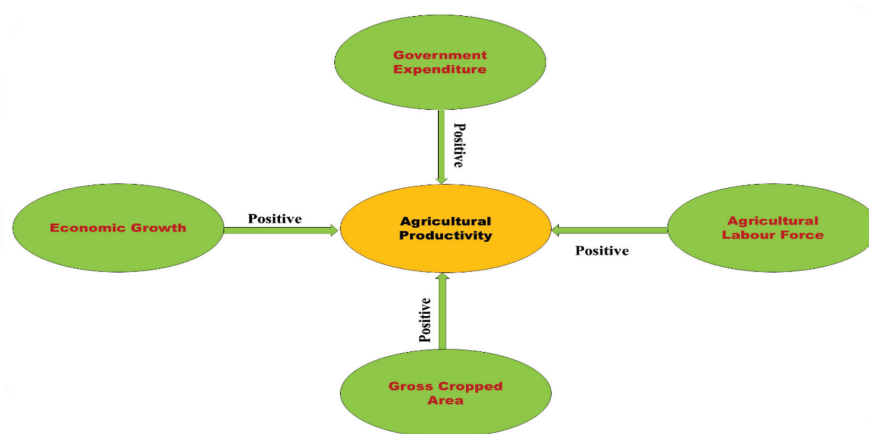 Government
Expenditure
Positive
Economic Growth
Positive
Agricultural
Productivity
Positive
Agricultural
Labour Force
Positive
Gross Cropped
Area